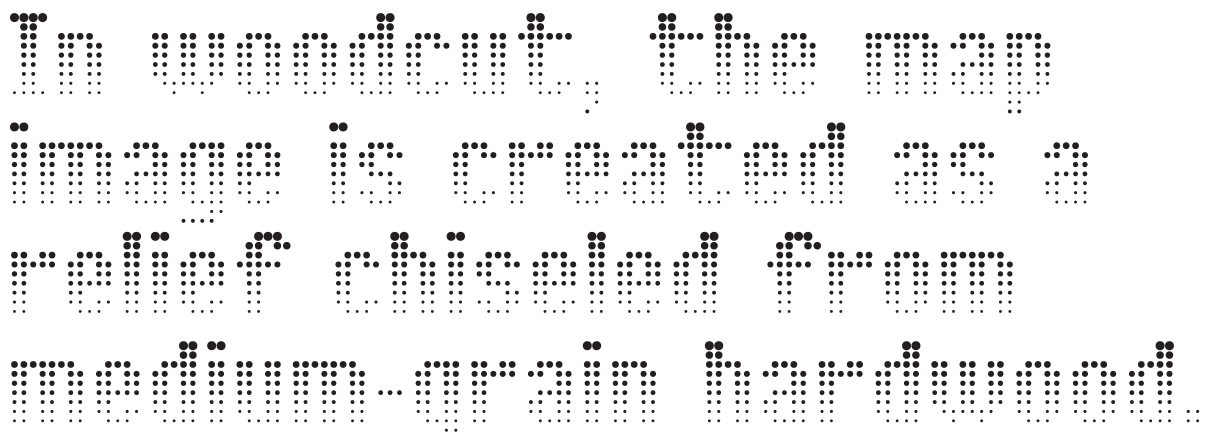 In woodcut, the map
image is created as a
relief chiseled from
medium-grain hardwood.